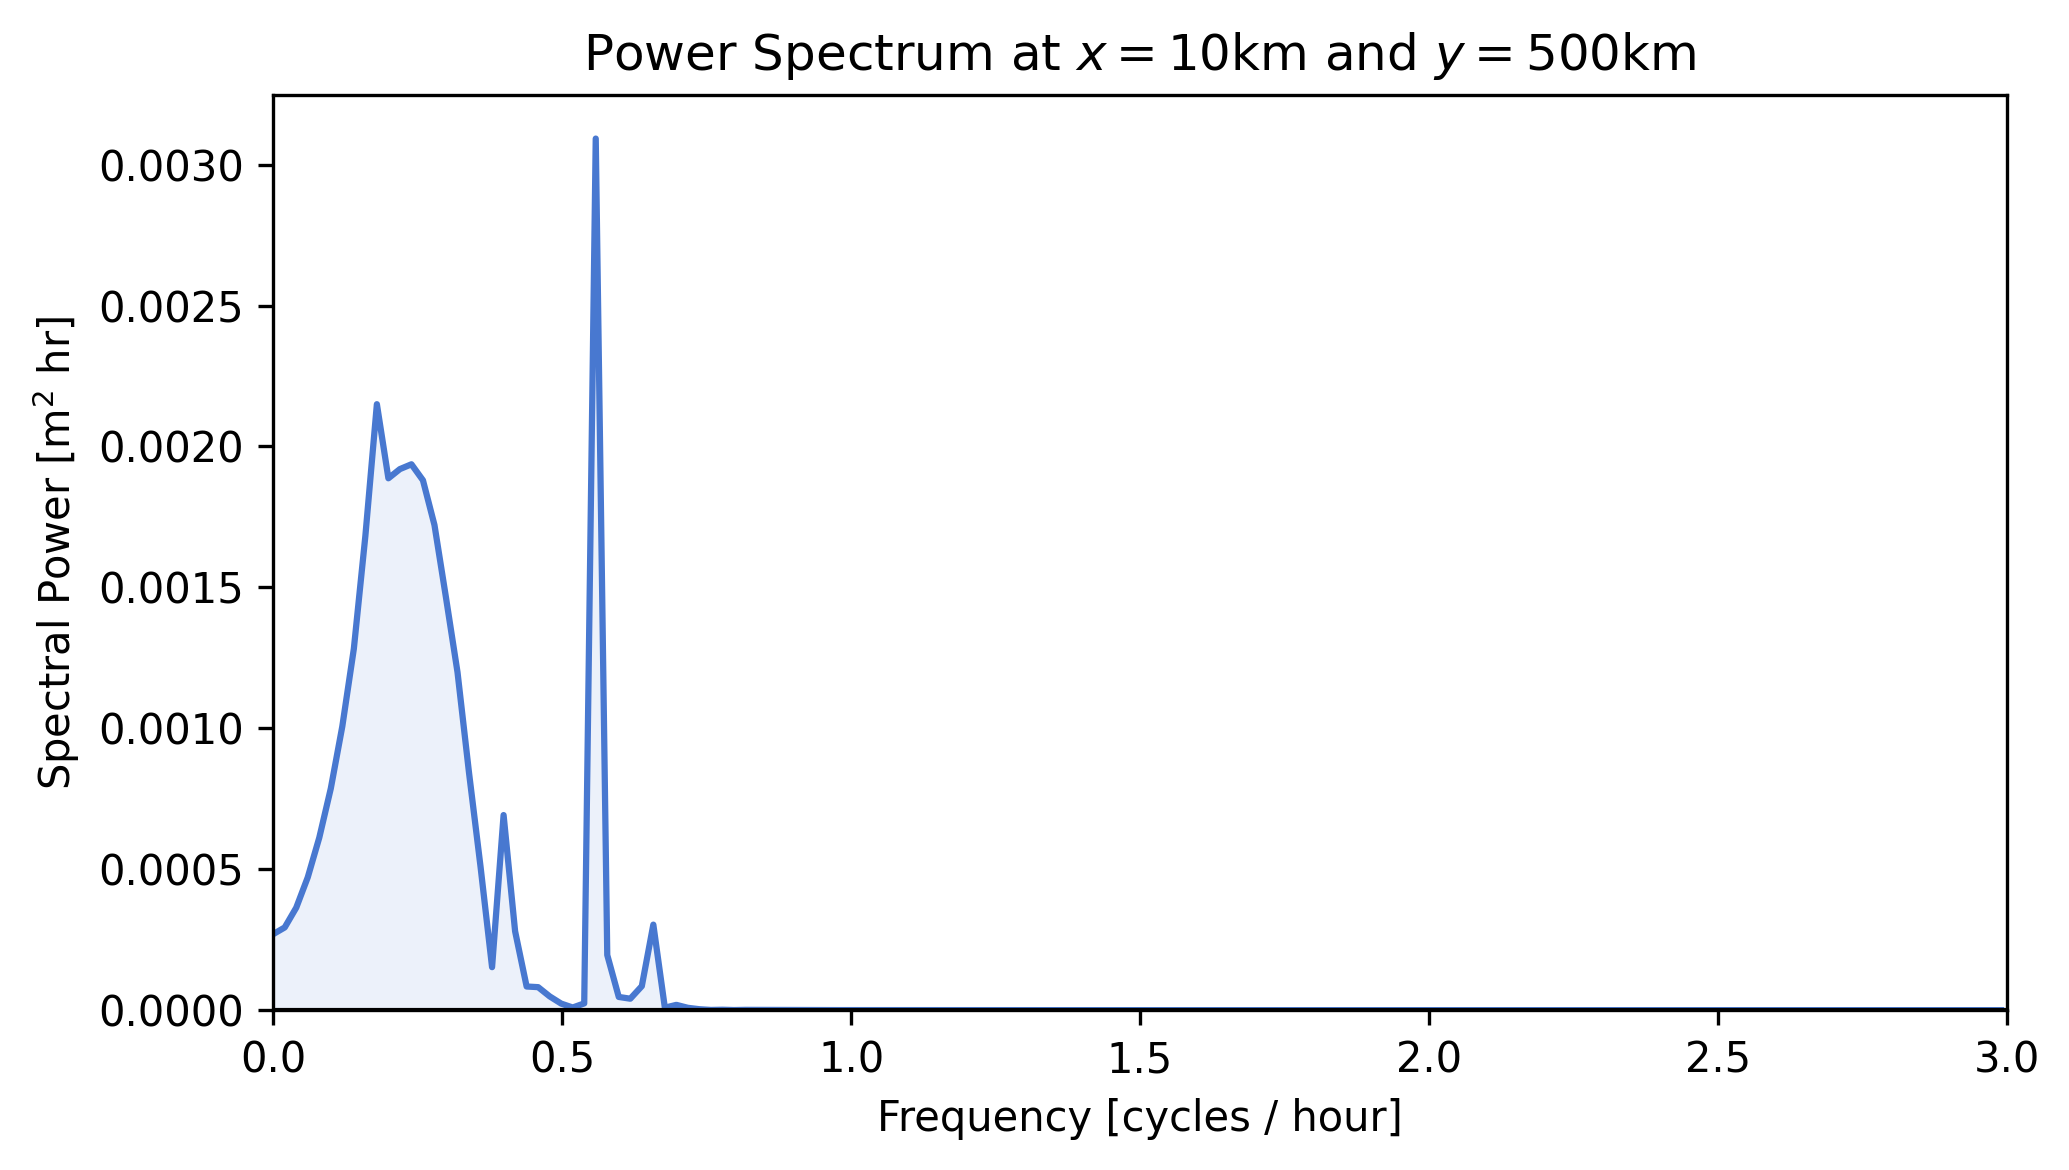 Power Spectrum at x = 10km and y = 500km
Spectral Power [m² hr]
0.0030
0.0025
0.0020
0.0015
0.0010
0.0005
0.0000
0.0 0.5 1.0 1.5 2.0 2.5 3.0
Frequency [cycles / hour]